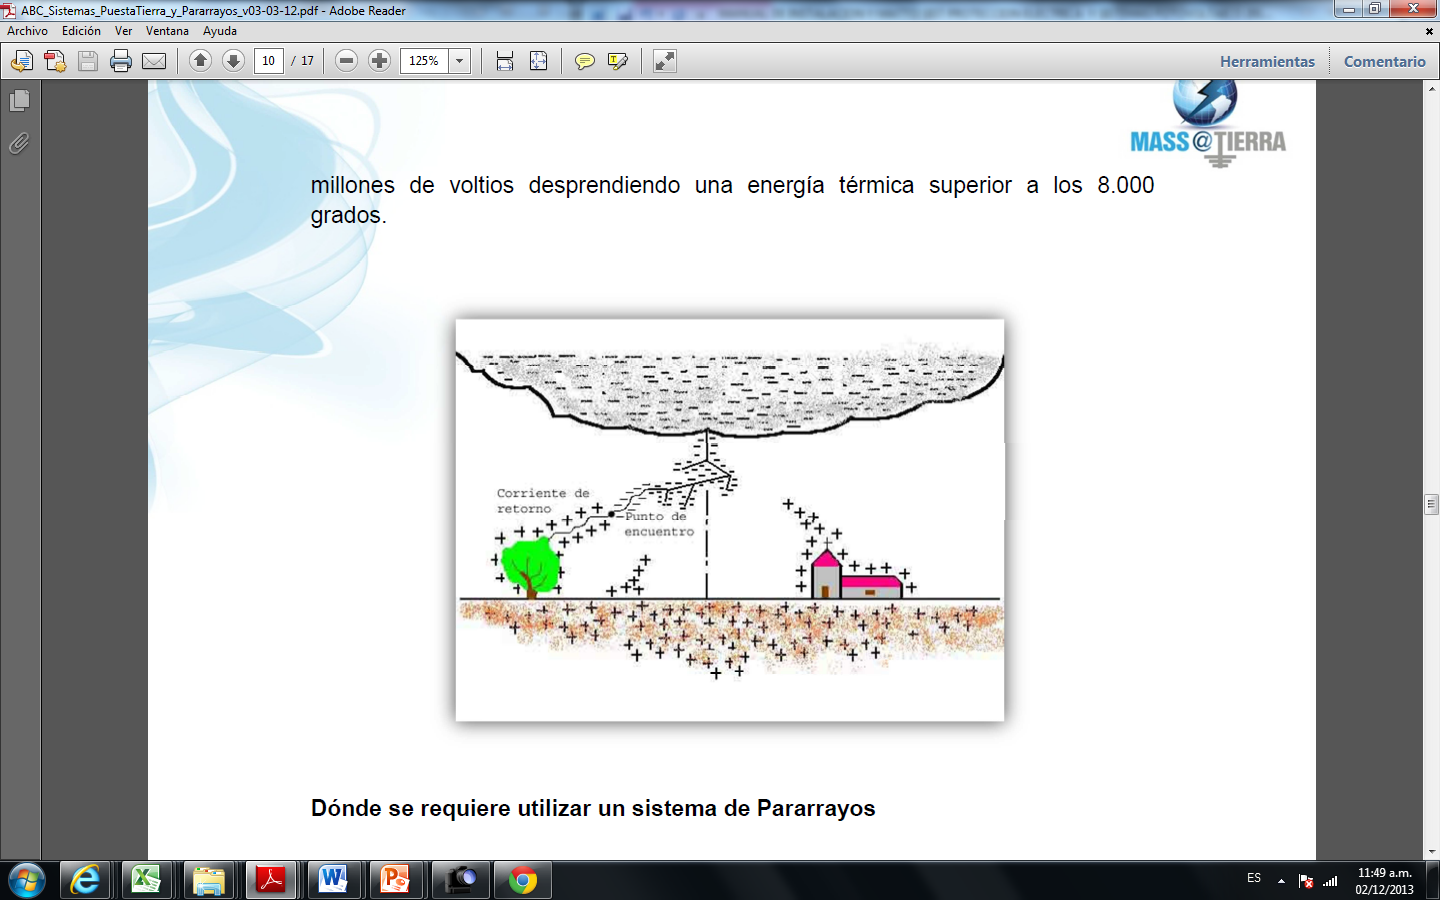 ABC_Sistemas_PuestaTierra_y_Pararrayos_v03-03-12.pdf - Adobe Reader
Archivo Edición Ver Ventana Ayuda
10 / 17 125% Herramientas Comentario
MASS@TIERRA
millones de voltios desprendiendo una energía térmica superior a los 8.000
grados.
Corriente de
retorno
Punto de
encuentro
Dónde se requiere utilizar un sistema de Pararrayos
ES
11:49 a.m.
02/12/2013